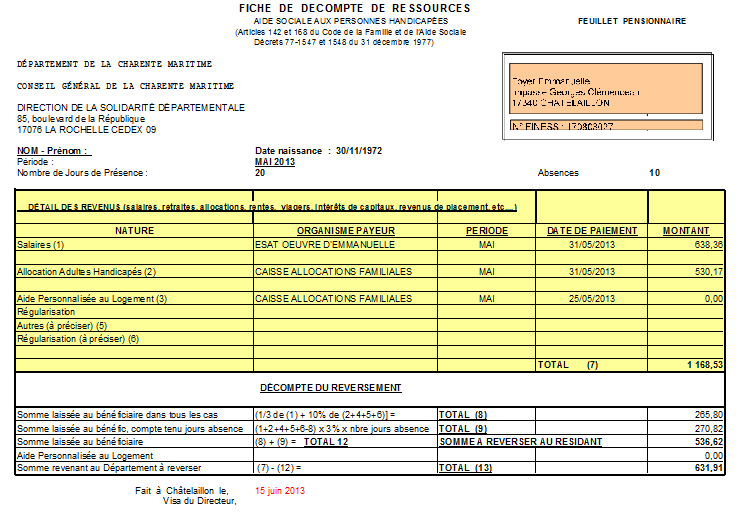 FICHE DE DECOMPTE DE RESSOURCES
AIDE SOCIALE AUX PERSONNES HANDICAPÉES
FEUILLET PENSIONNAIRE
(Articles 142 et 168 du Code de la Famille et de l'Aide Sociale
Décrets 77-1547 et 1548 du 31 décembre 1977)
DÉPARTEMENT DE LA CHARENTE MARITIME
CONSEIL GÉNÉRAL DE LA CHARENTE MARITIME
Foyer Emmanuelle
Impasse Georges Clémenceau
17340 CHATELAILLON
N° FINESS : 170803027
DIRECTION DE LA SOLIDARITÉ DÉPARTEMENTALE
85, boulevard de la République
17076 LA ROCHELLE CEDEX 09
NOM - Prénom : Date naissance : 30/11/1972
Période : MAI 2013
Nombre de Jours de Présence : 20 Absences 10
DÉTAIL DES REVENUS (salaires, retraites, allocations, rentes, viagers, intérêts de capitaux, revenus de placement, etc....)
NATURE ORGANISME PAYEUR PERIODE DATE DE PAIEMENT MONTANT
Salaires (1) ESAT OEUVRE D'EMMANUELLE MAI 31/05/2013 638,36
Allocation Adultes Handicapés (2) CAISSE ALLOCATIONS FAMILIALES MAI 31/05/2013 530,17
Aide Personnalisée au Logement (3) CAISSE ALLOCATIONS FAMILIALES MAI 25/05/2013 0,00
Régularisation
Autres (à préciser) (5)
Régularisation (à préciser) (6)
TOTAL (7) 1 168,53
DÉCOMPTE DU REVERSEMENT
Somme laissée au bénéficiaire dans tous les cas (1/3 de (1) + 10% de (2+4+5+6)] = TOTAL (8) 265,80
Somme laissée au bénéfic, compte tenu jours absence (1+2+4+5+6-8) x 3% x nbre jours absence TOTAL (9) 270,82
Somme laissée au bénéficiaire (8) + (9) = TOTAL 12 SOMME A REVERSER AU RESIDANT 536,62
Aide Personnalisée au Logement 0,00
Somme revenant au Département à reverser (7) - (12) = TOTAL (13) 631,91
Fait à Châtelaillon le, 15 juin 2013
Visa du Directeur,